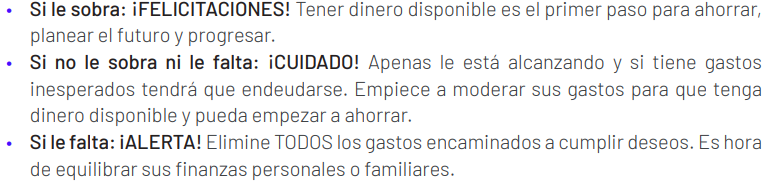 • Si le sobra: ¡FELICITACIONES! Tener dinero disponible es el primer paso para ahorrar,
planear el futuro y progresar.
• Si no le sobra ni le falta: ¡CUIDADO! Apenas le está alcanzando y si tiene gastos
inesperados tendrá que endeudarse. Empiece a moderar sus gastos para que tenga
dinero disponible y pueda empezar a ahorrar.
• Si le falta: ¡ALERTA! Elimine TODOS los gastos encaminados a cumplir deseos. Es hora
de equilibrar sus finanzas personales o familiares.